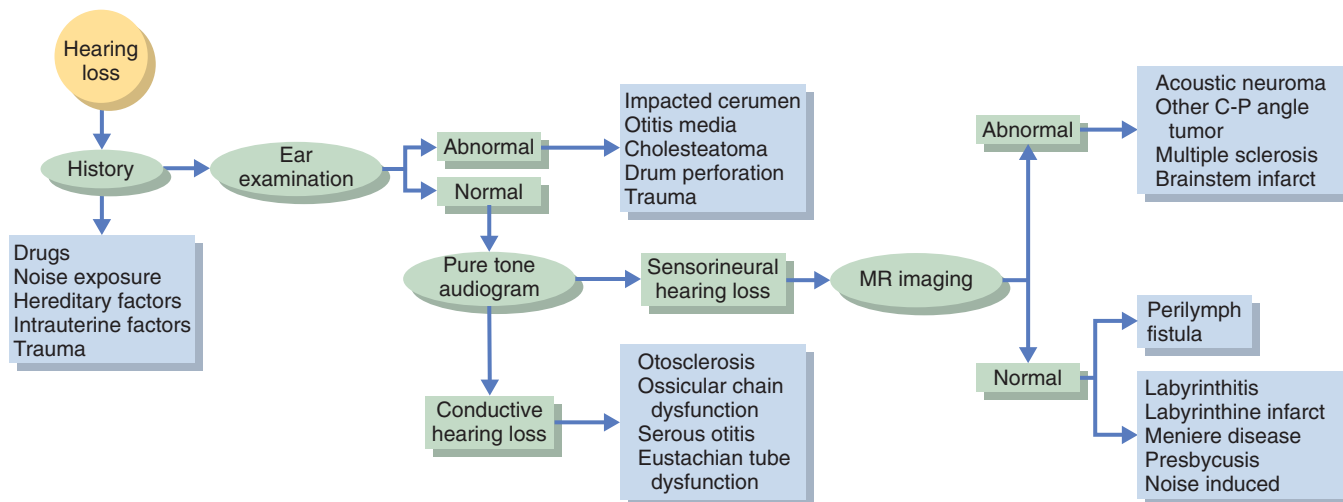 Hearing
loss
History
Drugs
Noise exposure
Hereditary factors
Intrauterine factors
Trauma
Ear
examination
Abnormal
Impacted cerumen
Otitis media
Cholesteatoma
Drum perforation
Trauma
Normal
Pure tone
audiogram
Conductive
hearing loss
Otosclerosis
Ossicular chain
dysfunction
Serous otitis
Eustachian tube
dysfunction
Sensorineural
hearing loss
MR imaging
Abnormal
Acoustic neuroma
Other C-P angle
tumor
Multiple sclerosis
Brainstem infarct
Normal
Perilymph
fistula
Labyrinthitis
Labyrinthine infarct
Meniere disease
Presbycusis
Noise induced